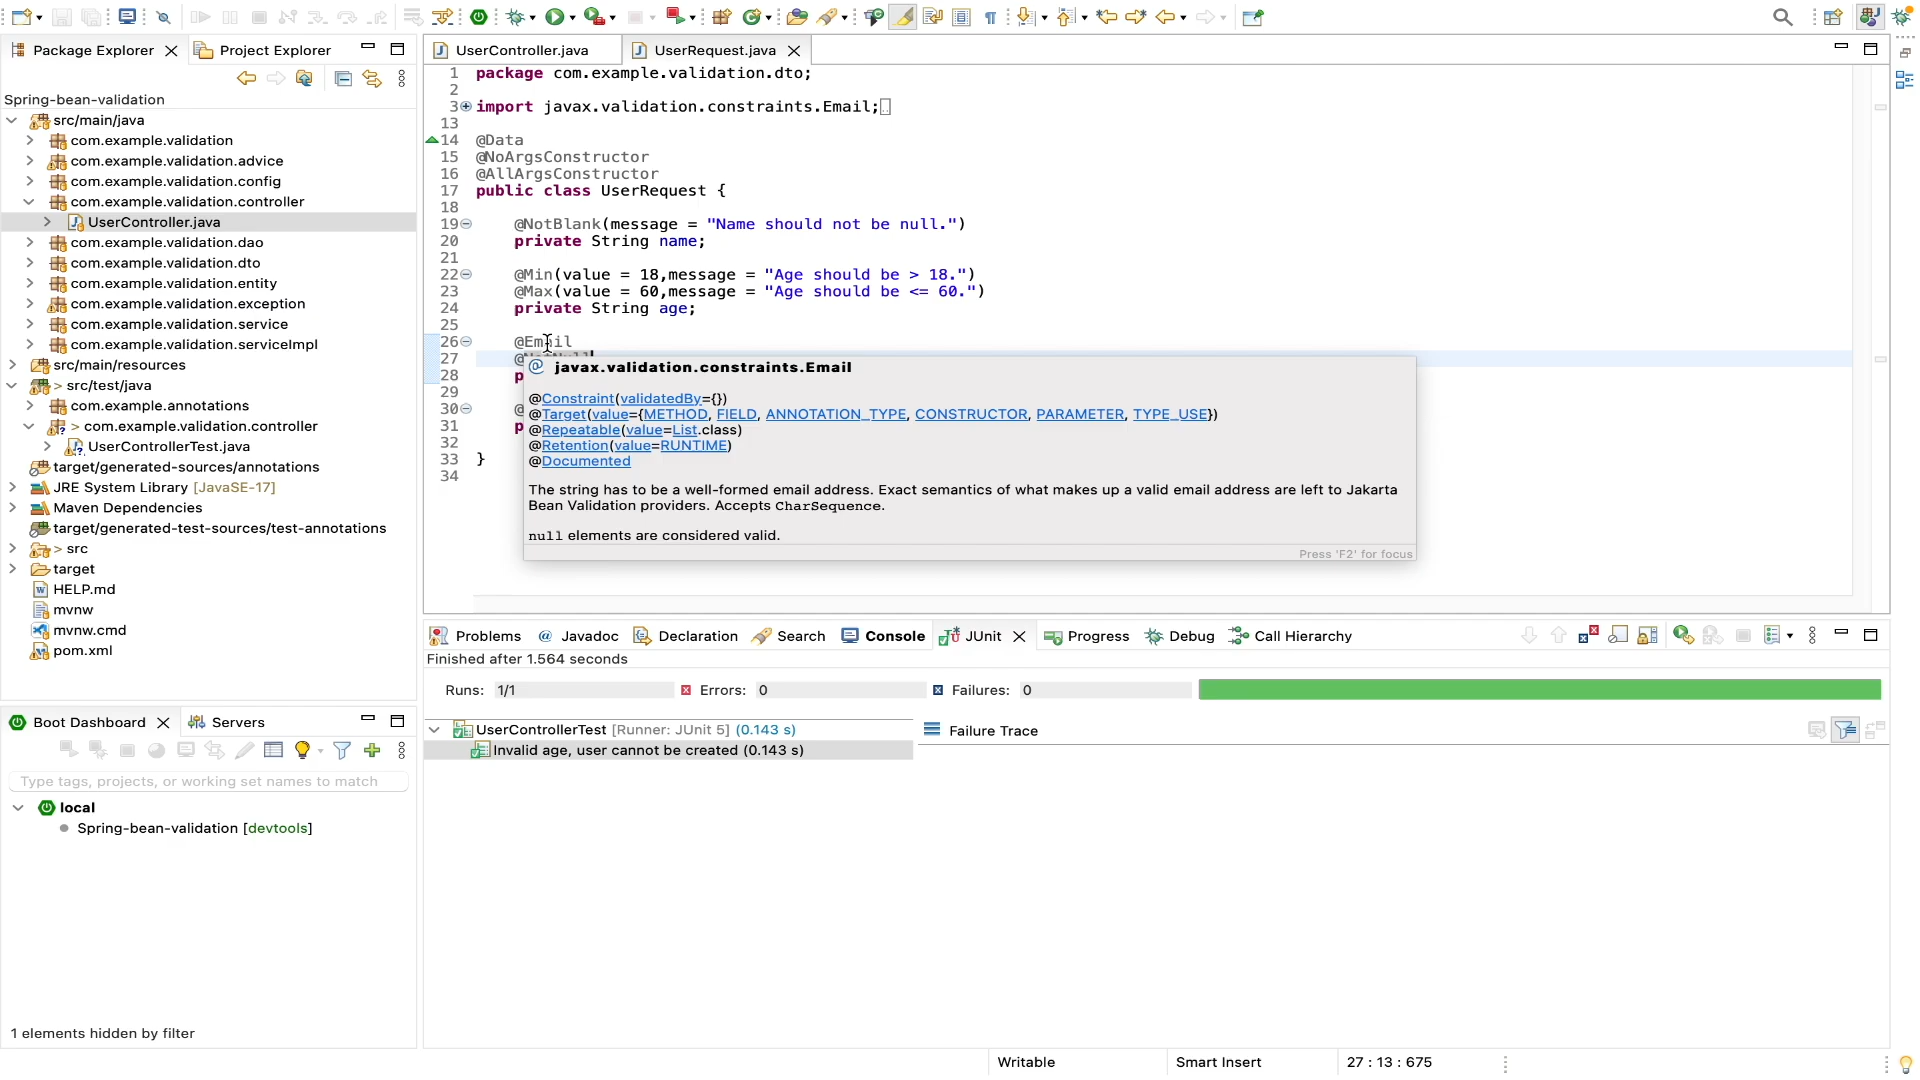 Package Explorer
Project Explorer
Spring-bean-validation
src/main/java
com.example.validation
com.example.validation.advice
com.example.validation.config
com.example.validation.controller
UserController.java
com.example.validation.dao
com.example.validation.dto
com.example.validation.entity
com.example.validation.exception
com.example.validation.service
com.example.validation.serviceImpl
src/main/resources
> src/test/java
com.example.annotations
> com.example.validation.controller
UserControllerTest.java
target/generated-sources/annotations
JRE System Library [JavaSE-17]
Maven Dependencies
target/generated-test-sources/test-annotations
> src
target
HELP.md
mvnw
mvnw.cmd
pom.xml
Boot Dashboard
Servers
Type tags, projects, or working set names to match
local
Spring-bean-validation [devtools]
1 elements hidden by filter
UserController.java
UserRequest.java
1 package com.example.validation.dto;
2
3 import javax.validation.constraints.Email;
13
14 @Data
15 @NoArgsConstructor
16 @AllArgsConstructor
17 public class UserRequest {
18
19 @NotBlank(message = "Name should not be null.")
20 private String name;
21
22 @Min(value = 18,message = "Age should be > 18.")
23 @Max(value = 60,message = "Age should be <= 60.")
24 private String age;
25
26 @Email
27 @NotNull
28 p
29
30 @
31 p
32
33 }
34
@ javax.validation.constraints.Email
@Constraint(validatedBy={})
@Target(value={METHOD, FIELD, ANNOTATION_TYPE, CONSTRUCTOR, PARAMETER, TYPE_USE})
@Repeatable(value=List.class)
@Retention(value=RUNTIME)
@Documented
The string has to be a well-formed email address. Exact semantics of what makes up a valid email address are left to Jakarta
Bean Validation providers. Accepts CharSequence.
null elements are considered valid.
Press 'F2' for focus
Problems
@ Javadoc
Declaration
Search
Console
JUnit
Progress
Debug
Call Hierarchy
Finished after 1.564 seconds
Runs: 1/1
Errors: 0
Failures: 0
UserControllerTest [Runner: JUnit 5] (0.143 s)
Invalid age, user cannot be created (0.143 s)
Failure Trace
Writable
Smart Insert
27 : 13 : 675